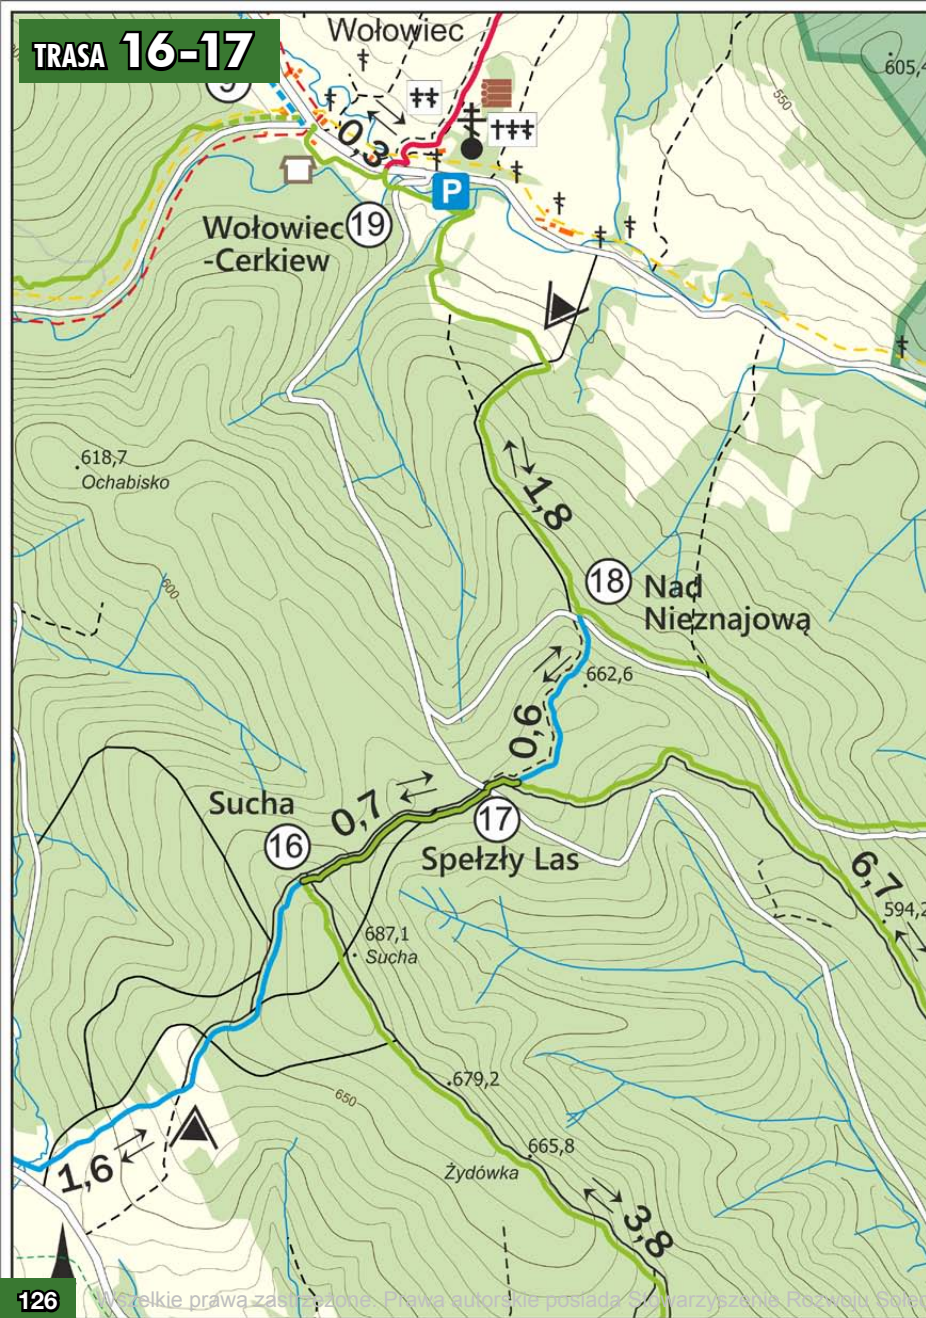 TRASA 16-17
Wołowiec
605,4
550
0,3
P
Wołowiec
-Cerkiew
19
618,7
Ochabisko
1,8
600
18
Nad
Nieznajową
662,6
0,6
Sucha
0,7
16
17
Spełzły Las
6,7
594,2
687,1
Sucha
679,2
650
665,8
Żydówka
1,6
3,8
126
Wszelkie prawa zastrzeżone. Prawa autorskie posiada Stowarzyszenie Rozwoju Sołec